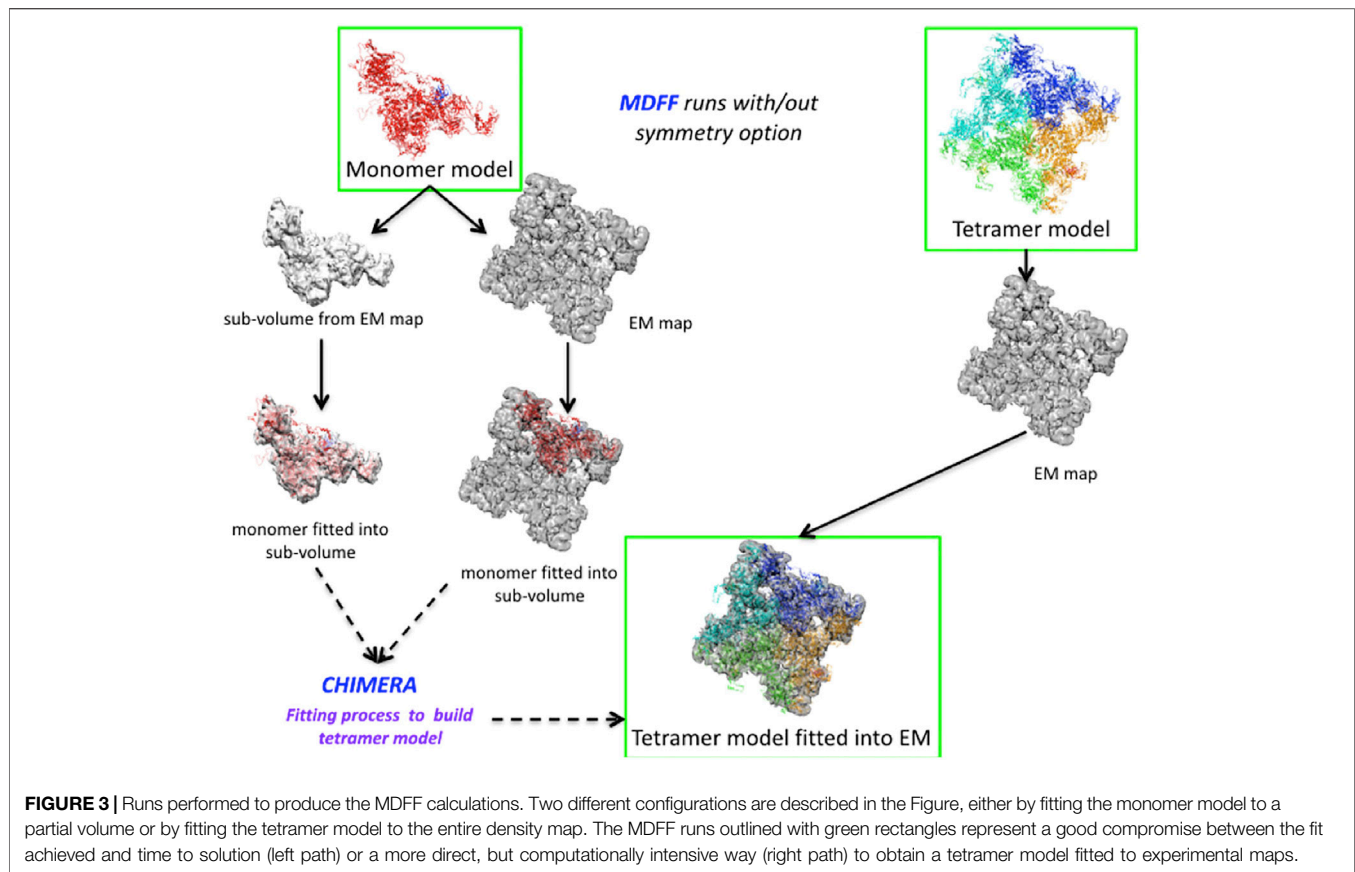 MDFF runs with/out
symmetry option
Monomer model
Tetramer model
sub-volume from EM map
EM map
EM map
monomer fitted into
sub-volume
monomer fitted into
sub-volume
CHIMERA
Fitting process to build
tetramer model
Tetramer model fitted into EM
FIGURE 3 | Runs performed to produce the MDFF calculations. Two different configurations are described in the Figure, either by fitting the monomer model to a
partial volume or by fitting the tetramer model to the entire density map. The MDFF runs outlined with green rectangles represent a good compromise between the fit
achieved and time to solution (left path) or a more direct, but computationally intensive way (right path) to obtain a tetramer model fitted to experimental maps.